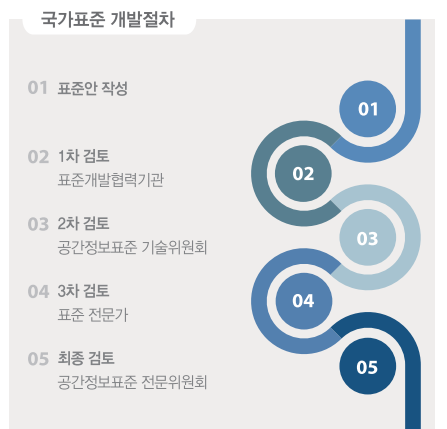 국가표준 개발절차
01 표준안 작성
02 1차 검토
표준개발협력기관
03 2차 검토
공간정보표준 기술위원회
04 3차 검토
표준 전문가
05 최종 검토
공간정보표준 전문위원회
01
02
03
04
05